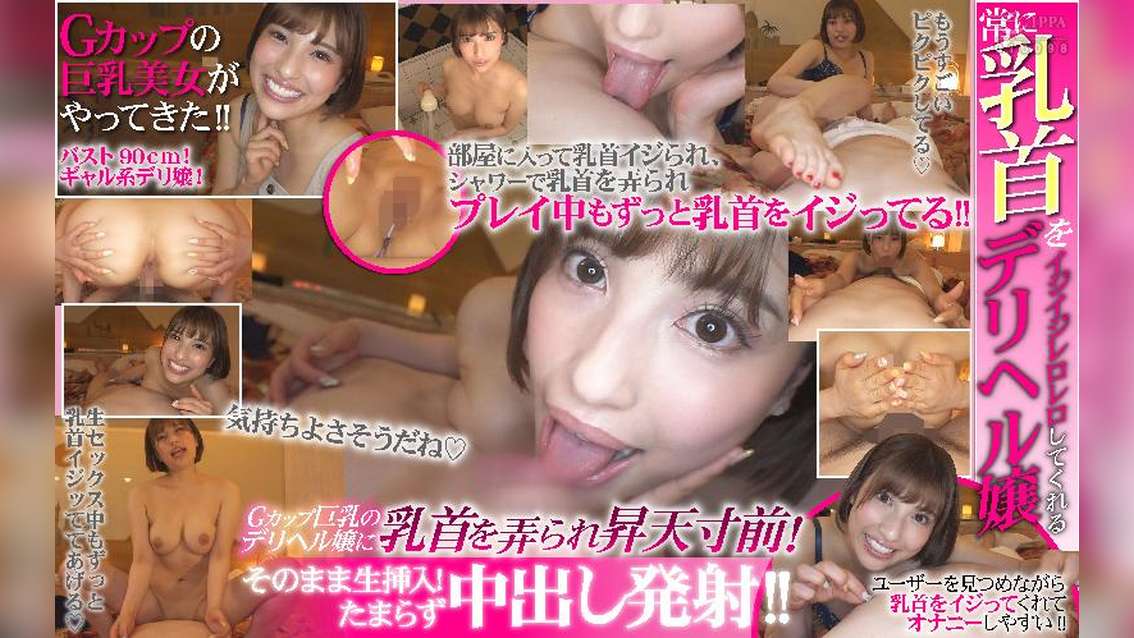 Gカップの
巨乳美女が
やってきた!!
バスト90cm!
ギャル系デリ嬢!
部屋に入って乳首イジられ、
シャワーで乳首を弄られ
プレイ中もずっと乳首をイジってる!!
もうすごい
ピクピクしてる♡
常に
乳首を
イジイジレロレロしてくれる
デリヘル嬢
気持ちよさそうだね♡
生セックス中もずっと
乳首イジッててあげる♡
Gカップ巨乳の
デリヘル嬢に
乳首を弄られ昇天寸前!
そのまま生挿入!
たまらず
中出し発射!!
ユーザーを見つめながら
乳首をイジってくれて
オナニーしやすい!!